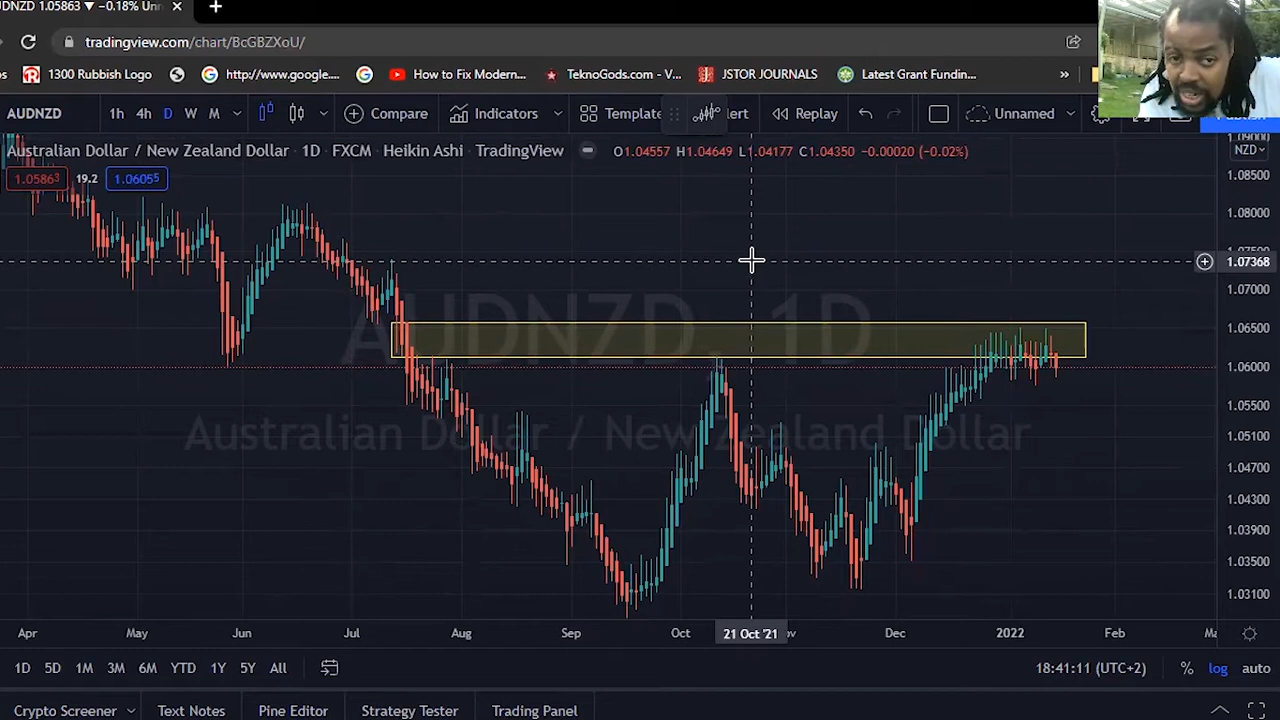 AUDNZD 1.05863 ▼ −0.18% Un
tradingview.com/chart/BcGBZXoU/
1300 Rubbish Logo http://www.google.... How to Fix Modern... TeknoGods.com - V... JSTOR JOURNALS Latest Grant Fundin... »
AUDNZD 1h 4h D W M Compare Indicators Templa Alert Replay Unnamed
Australian Dollar / New Zealand Dollar · 1D · FXCM · Heikin Ashi · TradingView O1.04557 H1.04649 L1.04177 C1.04350 −0.00020 (−0.02%)
NZD
1.05863 19.2 1.06055
1.08500
1.08000
1.07368
1.07000
1.06500
1.06000
1.05500
1.05100
1.04700
1.04300
1.03900
1.03500
1.03100
AUDNZD, 1D
Australian Dollar / New Zealand Dollar
Apr May Jun Jul Aug Sep Oct 21 Oct '21 Dec 2022 Feb
1D 5D 1M 3M 6M YTD 1Y 5Y All 18:41:11 (UTC+2) % log auto
Crypto Screener Text Notes Pine Editor Strategy Tester Trading Panel